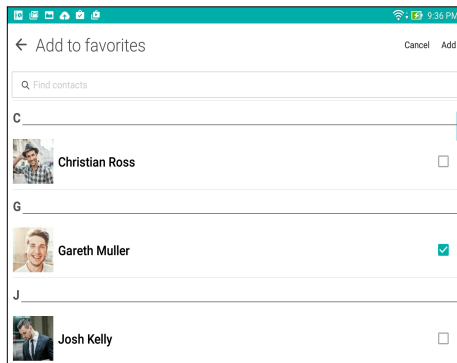 9:36 PM
Add to favorites
Cancel Add
Find contacts
C
Christian Ross
G
Gareth Muller
J
Josh Kelly